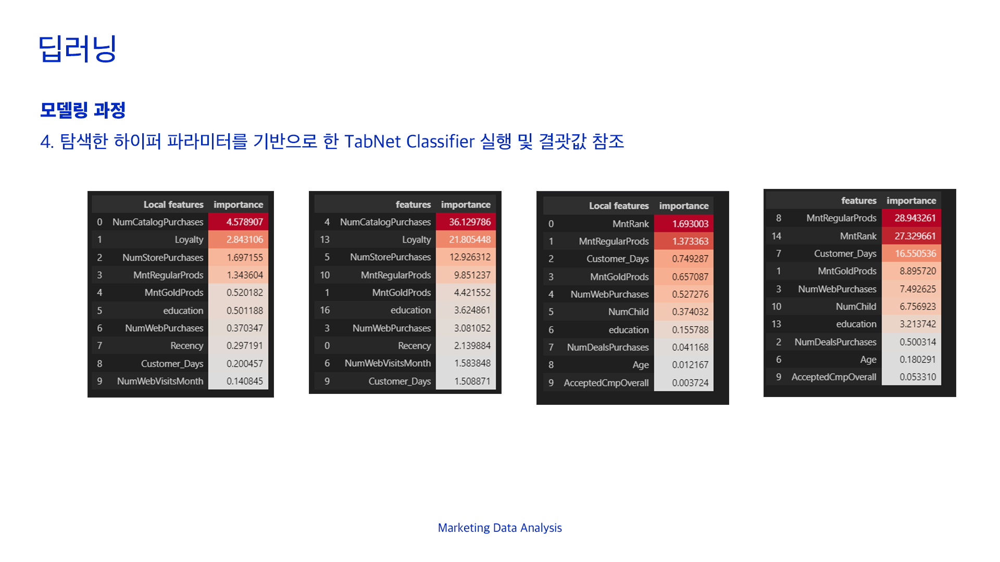 딥러닝
모델링 과정
4. 탐색한 하이퍼 파라미터를 기반으로 한 TabNet Classifier 실행 및 결괏값 참조
Local features importance
0 NumCatalogPurchases 4.578907
1 Loyalty 2.843106
2 NumStorePurchases 1.697155
3 MntRegularProds 1.343604
4 MntGoldProds 0.520182
5 education 0.501188
6 NumWebPurchases 0.370347
7 Recency 0.297191
8 Customer_Days 0.200457
9 NumWebVisitsMonth 0.140845
features importance
4 NumCatalogPurchases 36.129786
13 Loyalty 21.805448
5 NumStorePurchases 12.926312
10 MntRegularProds 9.851237
1 MntGoldProds 4.421552
16 education 3.624861
3 NumWebPurchases 3.081052
0 Recency 2.139884
6 NumWebVisitsMonth 1.583848
9 Customer_Days 1.508871
Local features importance
0 MntRank 1.693003
1 MntRegularProds 1.373363
2 Customer_Days 0.749287
3 MntGoldProds 0.657087
4 NumWebPurchases 0.527276
5 NumChild 0.374032
6 education 0.155788
7 NumDealsPurchases 0.041168
8 Age 0.012167
9 AcceptedCmpOverall 0.003724
features importance
8 MntRegularProds 28.943261
14 MntRank 27.329661
7 Customer_Days 16.550536
1 MntGoldProds 8.895720
3 NumWebPurchases 7.492625
10 NumChild 6.756923
13 education 3.213742
2 NumDealsPurchases 0.500314
6 Age 0.180291
9 AcceptedCmpOverall 0.053310
Marketing Data Analysis